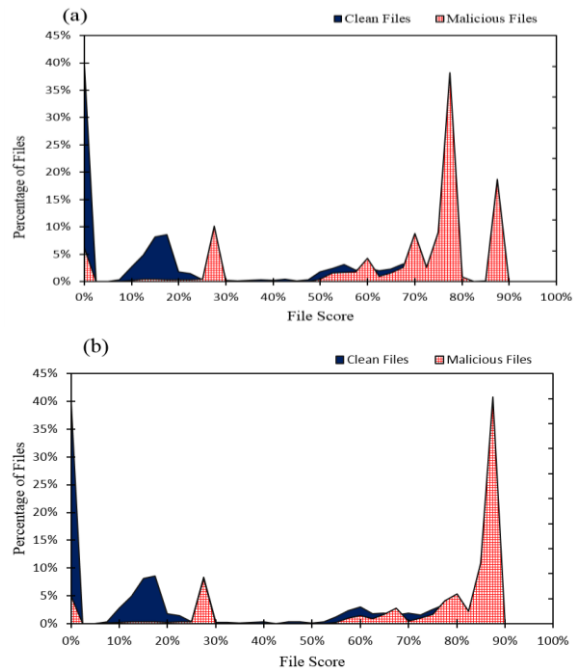 (a)
Clean Files Malicious Files
45%
40%
35%
30%
25%
20%
15%
10%
5%
0%
Percentage of Files
0% 10% 20% 30% 40% 50% 60% 70% 80% 90% 100%
File Score
(b)
Clean Files Malicious Files
45%
40%
35%
30%
25%
20%
15%
10%
5%
0%
Percentage of Files
0% 10% 20% 30% 40% 50% 60% 70% 80% 90% 100%
File Score